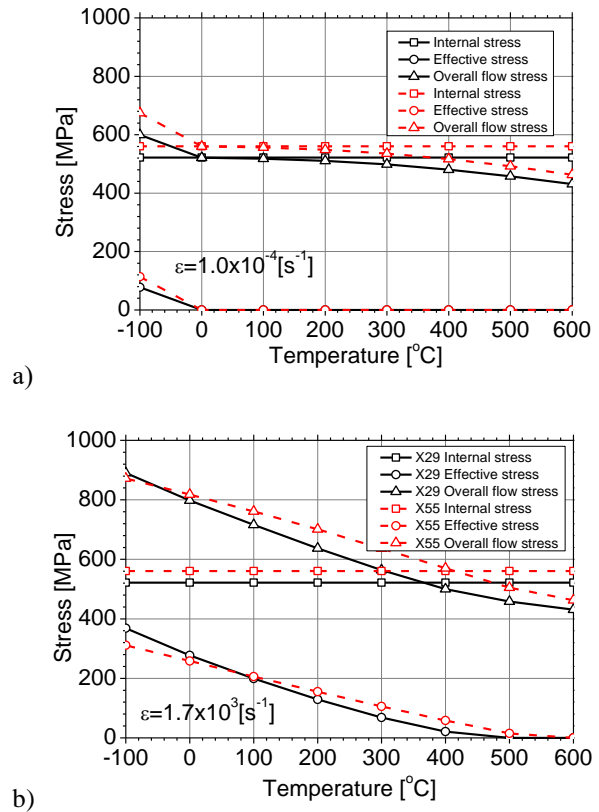 1000
800
600
400
200
0
Stress [MPa]
Internal stress
Effective stress
Overall flow stress
Internal stress
Effective stress
Overall flow stress
ε=1.0x10⁻⁴[s⁻¹]
-100 0 100 200 300 400 500 600
Temperature [°C]
a)
1000
800
600
400
200
0
Stress [MPa]
X29 Internal stress
X29 Effective stress
X29 Overall flow stress
X55 Internal stress
X55 Effective stress
X55 Overall flow stress
ε=1.7x10³[s⁻¹]
-100 0 100 200 300 400 500 600
Temperature [°C]
b)